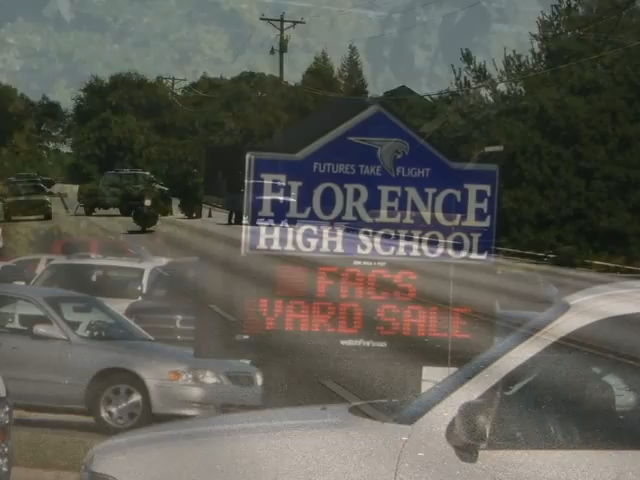 FUTURES TAKE FLIGHT
FLORENCE
HIGH SCHOOL
FACS
YARD SALE